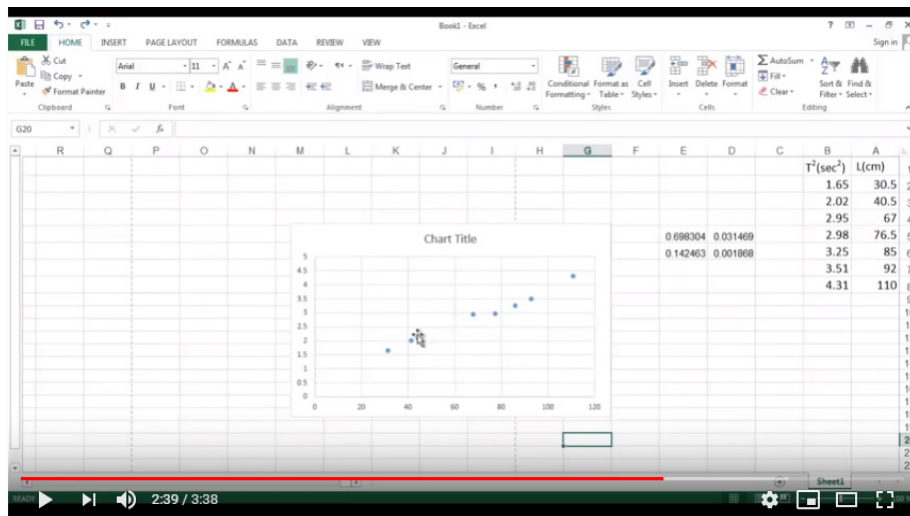 Book1 - Excel
FILE HOME INSERT PAGE LAYOUT FORMULAS DATA REVIEW VIEW Sign in
Paste Cut Copy Format Painter Clipboard
Arial 11 Font
Wrap Text Merge & Center Alignment
General Number
Conditional Formatting Format as Table Cell Styles Styles
Insert Delete Format Cells
AutoSum Fill Clear Sort & Filter Find & Select Editing
G20
R Q P O N M L K J I H G F E D C B A
T²(sec²) L(cm)
1.65 30.5
2.02 40.5
2.95 67
0.698304 0.031469 2.98 76.5
0.142463 0.001868 3.25 85
3.51 92
4.31 110
Chart Title
5
4.5
4
3.5
3
2.5
2
1.5
1
0.5
0
0 20 40 60 80 100 120
Sheet1
READY
2:39 / 3:38